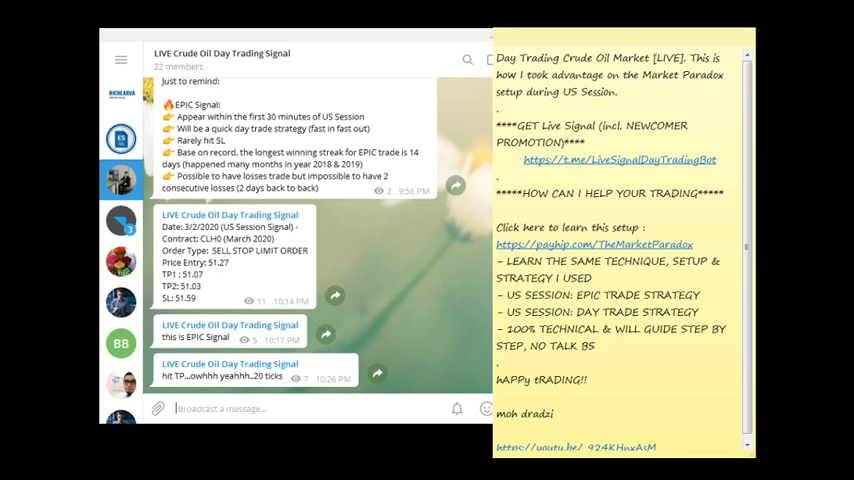 LIVE Crude Oil Day Trading Signal
22 members
Just to remind:
🔥EPIC Signal:
👉 Appear within the first 30 minutes of US Session
👉 Will be a quick day trade strategy (fast in fast out)
👉 Rarely hit SL
👉 Base on record, the longest winning streak for EPIC trade is 14
days (happened many months in year 2018 & 2019)
👉 Possible to have losses trade but impossible to have 2
consecutive losses (2 days back to back)
2 9:56 PM
LIVE Crude Oil Day Trading Signal
Date: 3/2/2020 (US Session Signal) -
Contract: CLH0 (March 2020)
Order Type: SELL STOP LIMIT ORDER
Price Entry: 51.27
TP1 : 51.07
TP2: 51.03
SL: 51.59
11 10:14 PM
LIVE Crude Oil Day Trading Signal
this is EPIC Signal 5 10:17 PM
LIVE Crude Oil Day Trading Signal
hit TP...owhhh yeahhh..20 ticks 7 10:26 PM
Broadcast a message...
RICHLARVA
ES
3
BB
Day Trading Crude Oil Market [LIVE]. This is
how I took advantage on the Market Paradox
setup during US Session.
.
****GET Live Signal (incl. NEWCOMER
PROMOTION)****
https://t.me/LiveSignalDayTradingBot
.
*****HOW CAN I HELP YOUR TRADING*****
Click here to learn this setup :
https://payhip.com/TheMarketParadox
- LEARN THE SAME TECHNIQUE, SETUP &
STRATEGY I USED
- US SESSION: EPIC TRADE STRATEGY
- US SESSION: DAY TRADE STRATEGY
- 100% TECHNICAL & WILL GUIDE STEP BY
STEP, NO TALK BS
.
hAPPy tRADING!!
moh dradzi
https://youtu.be/_924KHnxAsM